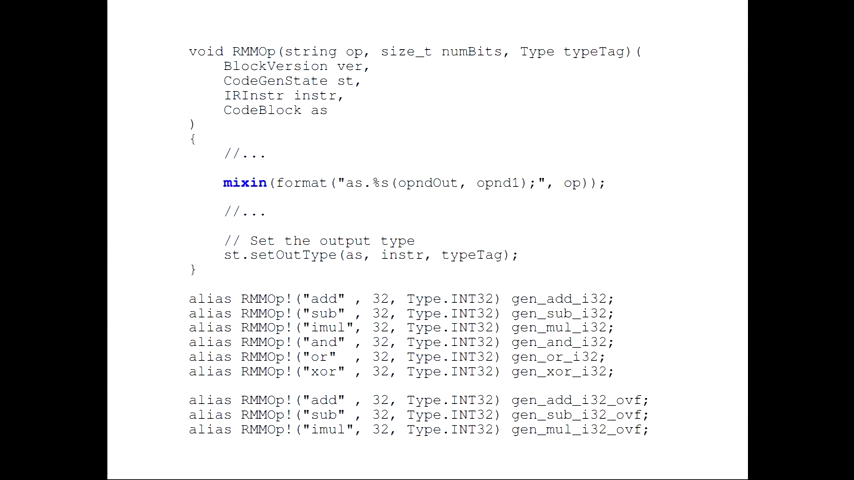 void RMMOp(string op, size_t numBits, Type typeTag)(
    BlockVersion ver,
    CodeGenState st,
    IRInstr instr,
    CodeBlock as
)
{
    //...
    mixin(format("as.%s(opndOut, opnd1);", op));
    //...
    // Set the output type
    st.setOutType(as, instr, typeTag);
}
alias RMMOp!("add" , 32, Type.INT32) gen_add_i32;
alias RMMOp!("sub" , 32, Type.INT32) gen_sub_i32;
alias RMMOp!("imul", 32, Type.INT32) gen_mul_i32;
alias RMMOp!("and" , 32, Type.INT32) gen_and_i32;
alias RMMOp!("or"  , 32, Type.INT32) gen_or_i32;
alias RMMOp!("xor" , 32, Type.INT32) gen_xor_i32;
alias RMMOp!("add" , 32, Type.INT32) gen_add_i32_ovf;
alias RMMOp!("sub" , 32, Type.INT32) gen_sub_i32_ovf;
alias RMMOp!("imul", 32, Type.INT32) gen_mul_i32_ovf;